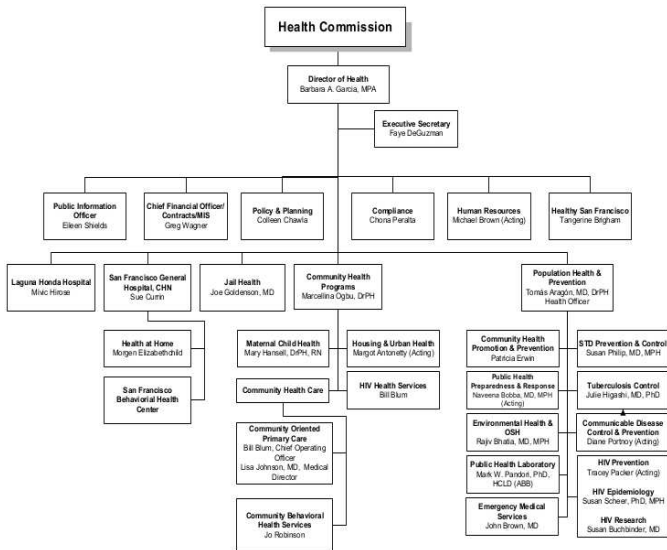 Health Commission
Director of Health
Barbara A. Garcia, MPA
Executive Secretary
Faye DeGuzman
Public Information
Officer
Eileen Shields
Chief Financial Officer/
Contracts/MIS
Greg Wagner
Policy & Planning
Colleen Chawla
Compliance
Chona Peralta
Human Resources
Michael Brown (Acting)
Healthy San Francisco
Tangerine Brigham
Laguna Honda Hospital
Mivic Hirose
San Francisco General
Hospital, CHN
Sue Currin
Jail Health
Joe Goldenson, MD
Community Health
Programs
Marcellina Ogbu, DrPH
Population Health &
Prevention
Tomás Aragón, MD, DrPH
Health Officer
Health at Home
Morgen Elizabethchild
San Francisco
Behavioral Health
Center
Maternal Child Health
Mary Hansell, DrPH, RN
Housing & Urban Health
Margot Antonetty (Acting)
Community Health Care
HIV Health Services
Bill Blum
Community Oriented
Primary Care
Bill Blum, Chief Operating
Officer
Lisa Johnson, MD, Medical
Director
Community Behavioral
Health Services
Jo Robinson
Community Health
Promotion & Prevention
Patricia Erwin
STD Prevention & Control
Susan Philip, MD, MPH
Public Health
Preparedness & Response
Naveena Bobba, MD, MPH
(Acting)
Tuberculosis Control
Julie Higashi, MD, PhD
Environmental Health &
OSH
Rajiv Bhatia, MD, MPH
Communicable Disease
Control & Prevention
Diane Portnoy (Acting)
Public Health Laboratory
Mark W. Pandori, PhD,
HCLD (ABB)
HIV Prevention
Tracey Packer (Acting)
HIV Epidemiology
Susan Scheer, PhD, MPH
HIV Research
Susan Buchbinder, MD
Emergency Medical
Services
John Brown, MD